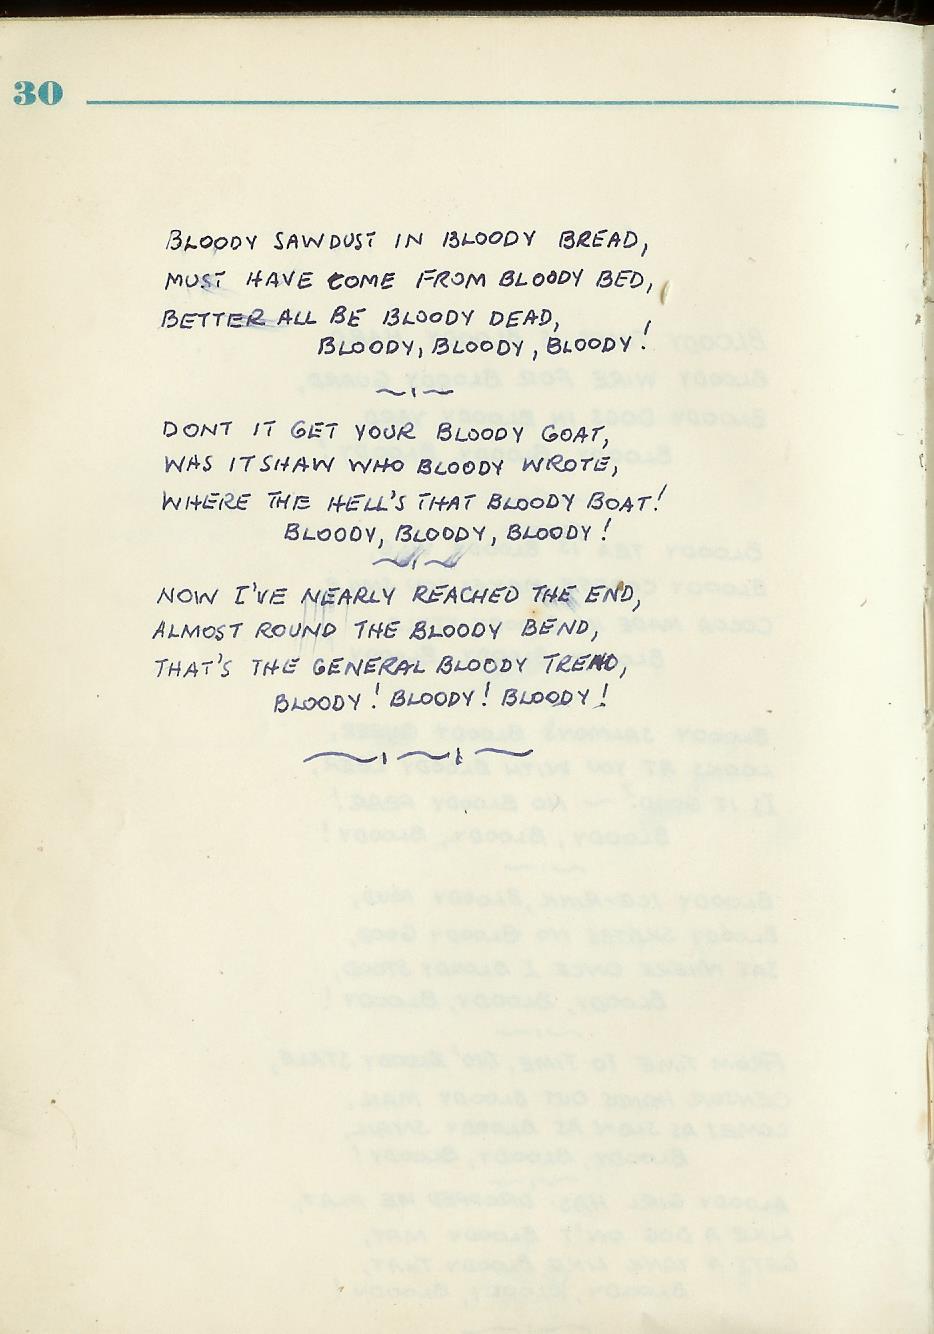 30
BLOODY SAWDUST IN BLOODY BREAD,
MUST HAVE COME FROM BLOODY BED,
BETTER ALL BE BLOODY DEAD,
BLOODY, BLOODY, BLOODY!
DONT IT GET YOUR BLOODY GOAT,
WAS IT SHAW WHO BLOODY WROTE,
WHERE THE HELL'S THAT BLOODY BOAT!
BLOODY, BLOODY, BLOODY!
NOW I'VE NEARLY REACHED THE END,
ALMOST ROUND THE BLOODY BEND,
THAT'S THE GENERAL BLOODY TREND,
BLOODY! BLOODY! BLOODY!